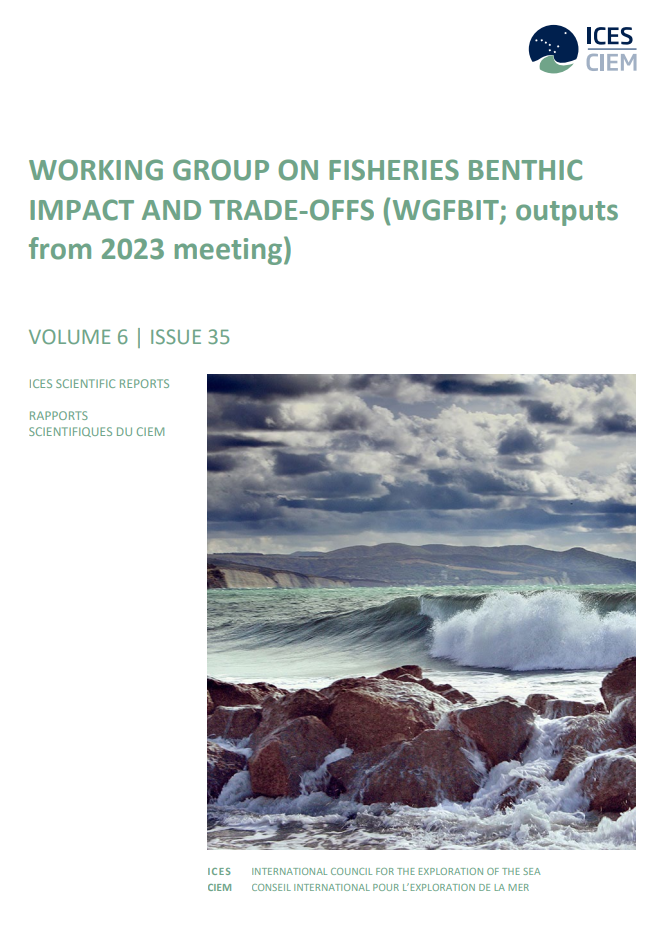 ICES
CIEM
WORKING GROUP ON FISHERIES BENTHIC
IMPACT AND TRADE-OFFS (WGFBIT; outputs
from 2023 meeting)
VOLUME 6 | ISSUE 35
ICES SCIENTIFIC REPORTS
RAPPORTS
SCIENTIFIQUES DU CIEM
ICES INTERNATIONAL COUNCIL FOR THE EXPLORATION OF THE SEA
CIEM CONSEIL INTERNATIONAL POUR L'EXPLORATION DE LA MER